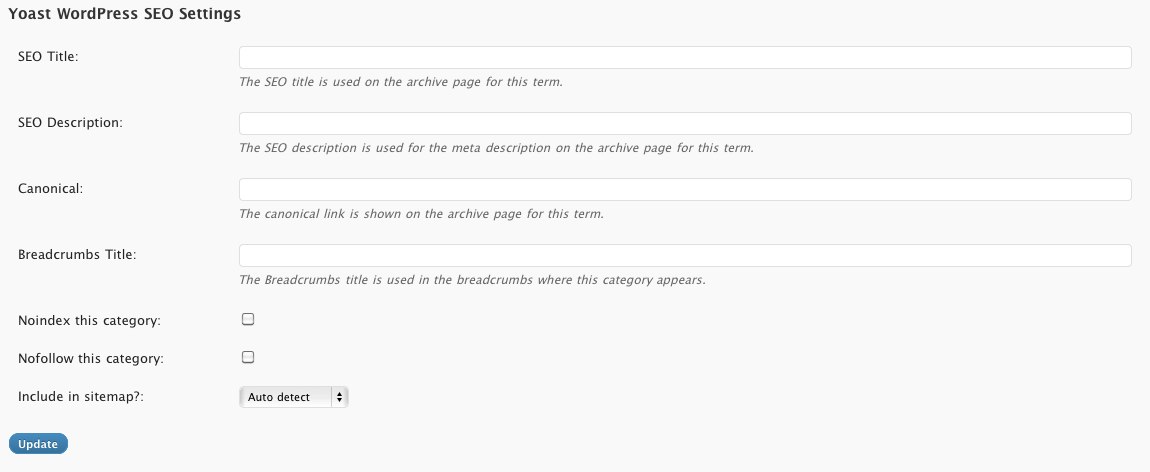 Yoast WordPress SEO Settings
SEO Title:
The SEO title is used on the archive page for this term.
SEO Description:
The SEO description is used for the meta description on the archive page for this term.
Canonical:
The canonical link is shown on the archive page for this term.
Breadcrumbs Title:
The Breadcrumbs title is used in the breadcrumbs where this category appears.
Noindex this category:
Nofollow this category:
Include in sitemap?: Auto detect
Update